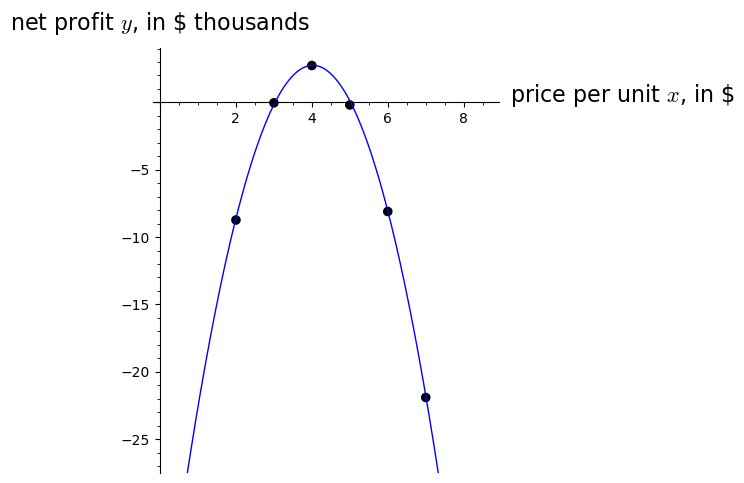 net profit y, in $ thousands
price per unit x, in $
2 4 6 8
−5
−10
−15
−20
−25